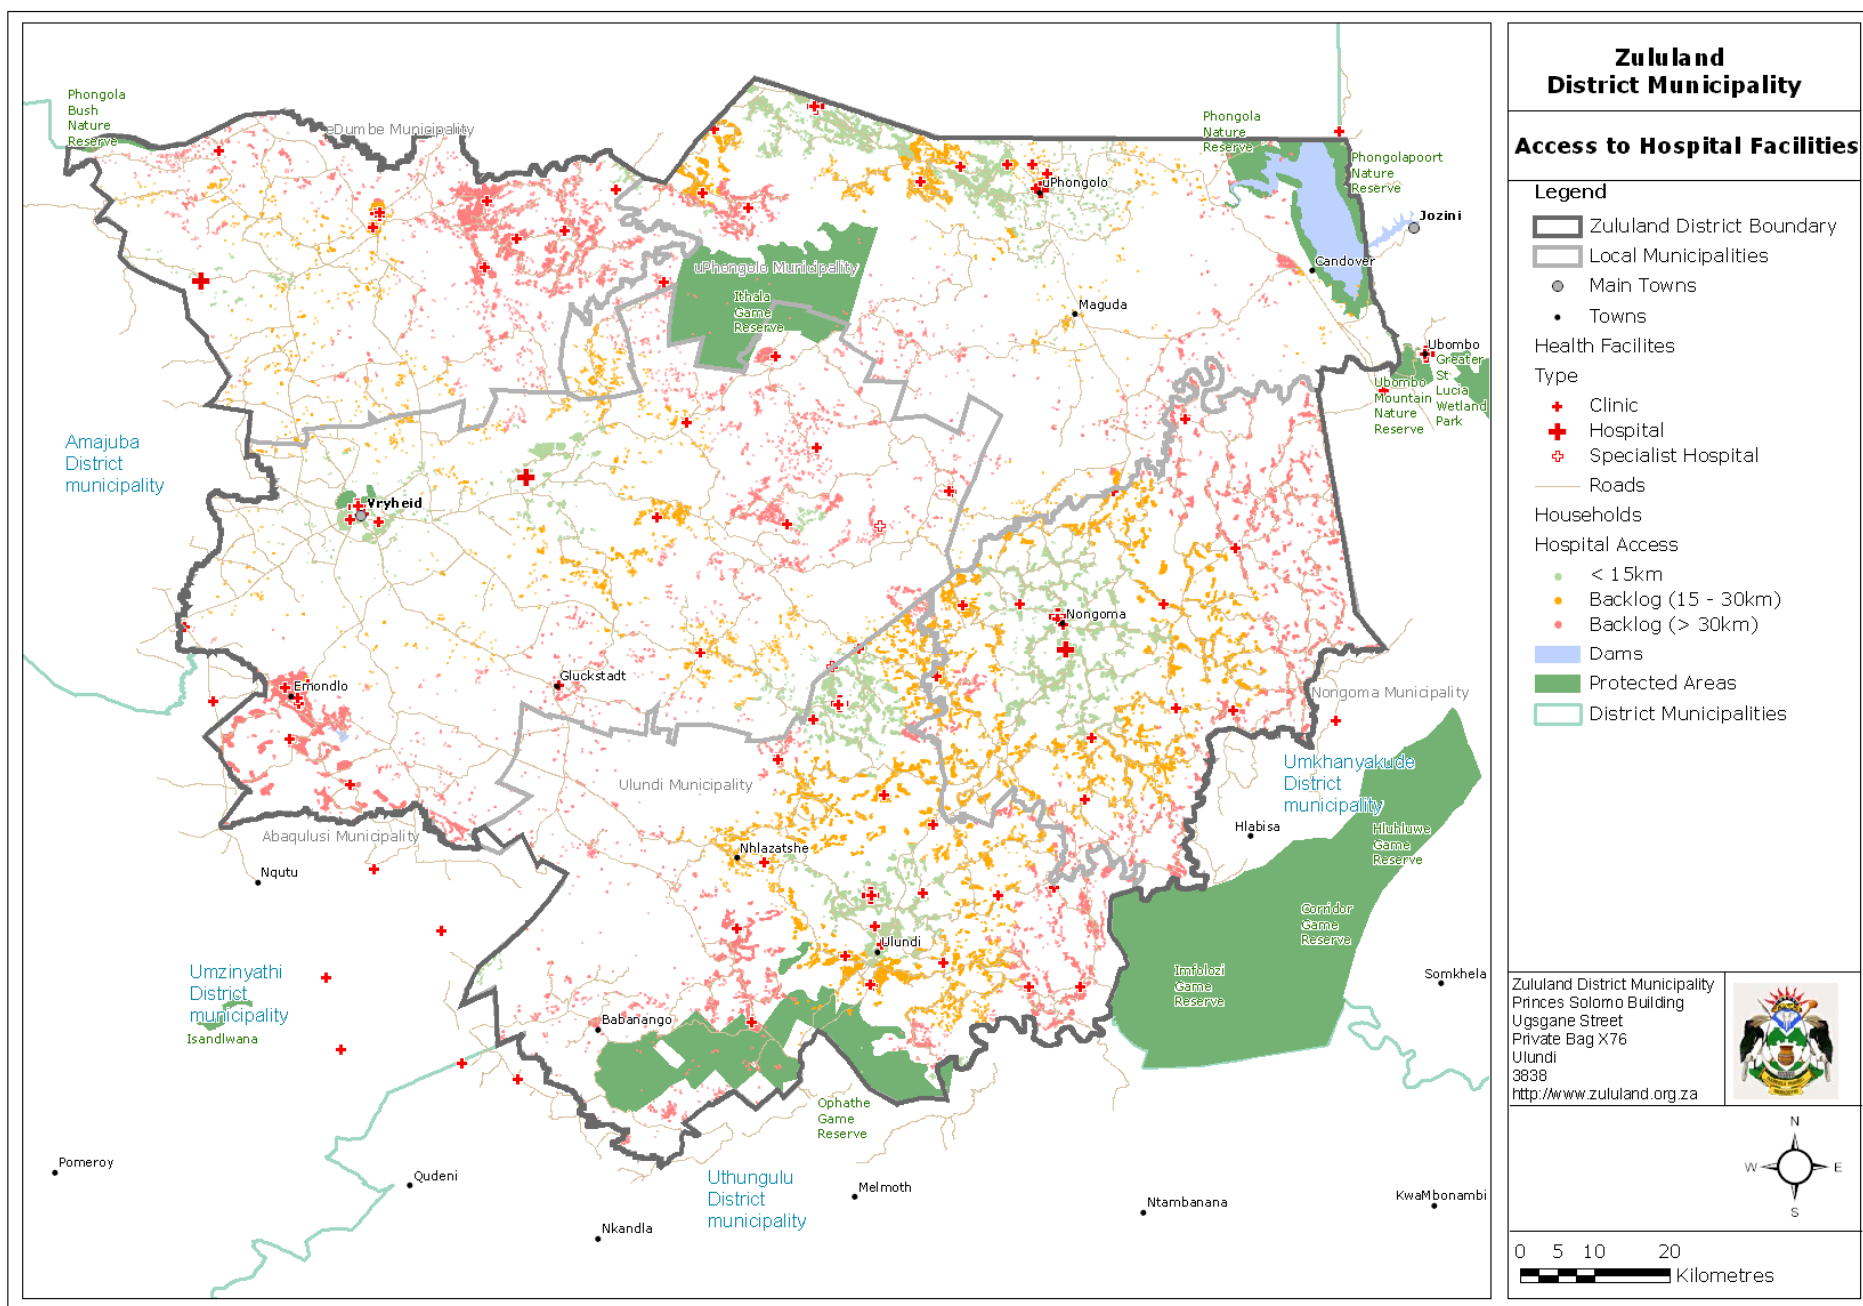 Phongola
Bush
Nature
Reserve
eDumbe Municipality
Phongola
Nature
Reserve
Phongolapoort
Nature
Reserve
uPhongolo
Jozini
uPhongolo Municipality
Candover
Ithala
Game
Reserve
Maguda
Ubombo
Greater
St
Lucia
Wetland
Park
Ubombo
Mountain
Nature
Reserve
Amajuba
District
municipality
Vryheid
Nongoma
Emondlo
Gluckstadt
Nongoma Municipality
Ulundi Municipality
Umkhanyakude
District
municipality
Abaqulusi Municipality
Hlabisa
Hluhluwe
Game
Reserve
Nhlazatshe
Nqutu
Corridor
Game
Reserve
Ulundi
Umzinyathi
District
municipality
Imfolozi
Game
Reserve
Somkhela
Isandlwana
Babanango
Ophathe
Game
Reserve
Pomeroy
Qudeni
Uthungulu
District
municipality
Melmoth
Ntambanana
KwaMbonambi
Nkandla
Zululand
District Municipality
Access to Hospital Facilities
Legend
Zululand District Boundary
Local Municipalities
Main Towns
Towns
Health Facilites
Type
Clinic
Hospital
Specialist Hospital
Roads
Households
Hospital Access
< 15km
Backlog (15 - 30km)
Backlog (> 30km)
Dams
Protected Areas
District Municipalities
Zululand District Municipality
Princes Solomo Building
Ugsgane Street
Private Bag X76
Ulundi
3838
http://www.zululand.org.za
N
W E
S
0 5 10 20
Kilometres